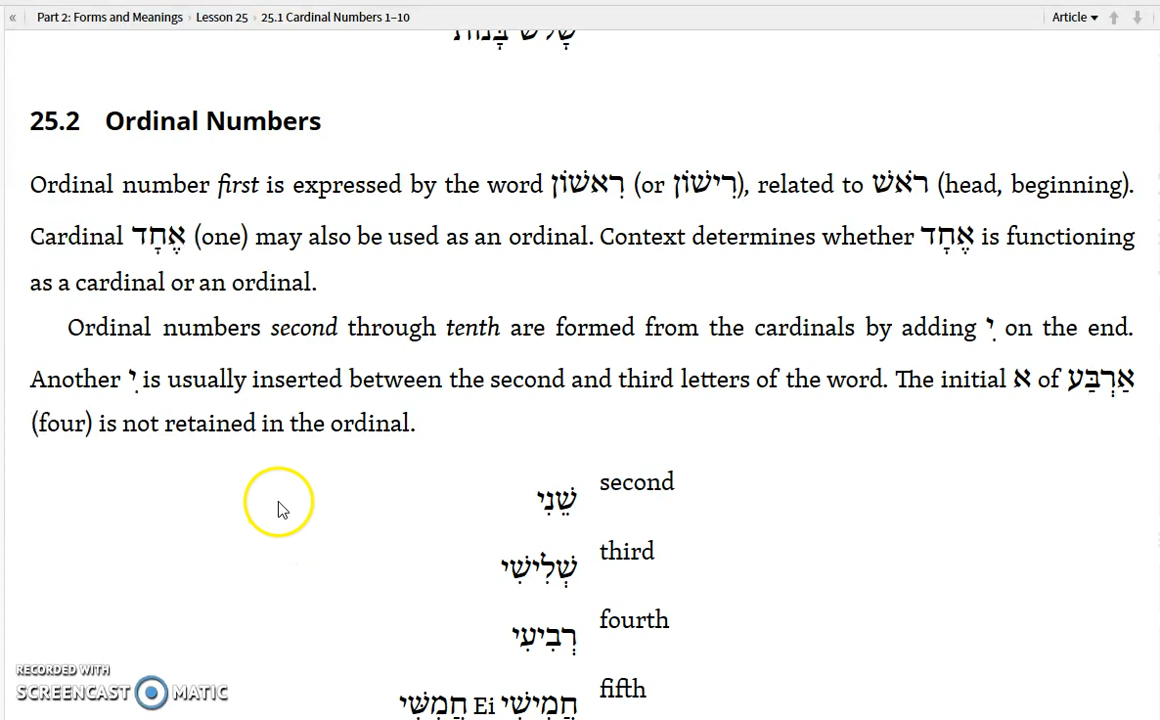 « Part 2: Forms and Meanings › Lesson 25 › 25.1 Cardinal Numbers 1–10 Article
שָׁלֹשׁ בָּנוֹת
25.2 Ordinal Numbers
Ordinal number first is expressed by the word רִאשׁוֹן (or רִישׁוֹן), related to רֹאשׁ (head, beginning).
Cardinal אֶחָד (one) may also be used as an ordinal. Context determines whether אֶחָד is functioning
as a cardinal or an ordinal.
Ordinal numbers second through tenth are formed from the cardinals by adding ִי on the end.
Another ִי is usually inserted between the second and third letters of the word. The initial א of אַרְבַּע
(four) is not retained in the ordinal.
שֵׁנִי second
שְׁלִישִׁי third
רְבִיעִי fourth
חֲמִישִׁי Ei חֲמִשִּׁי fifth
RECORDED WITH
SCREENCAST MATIC